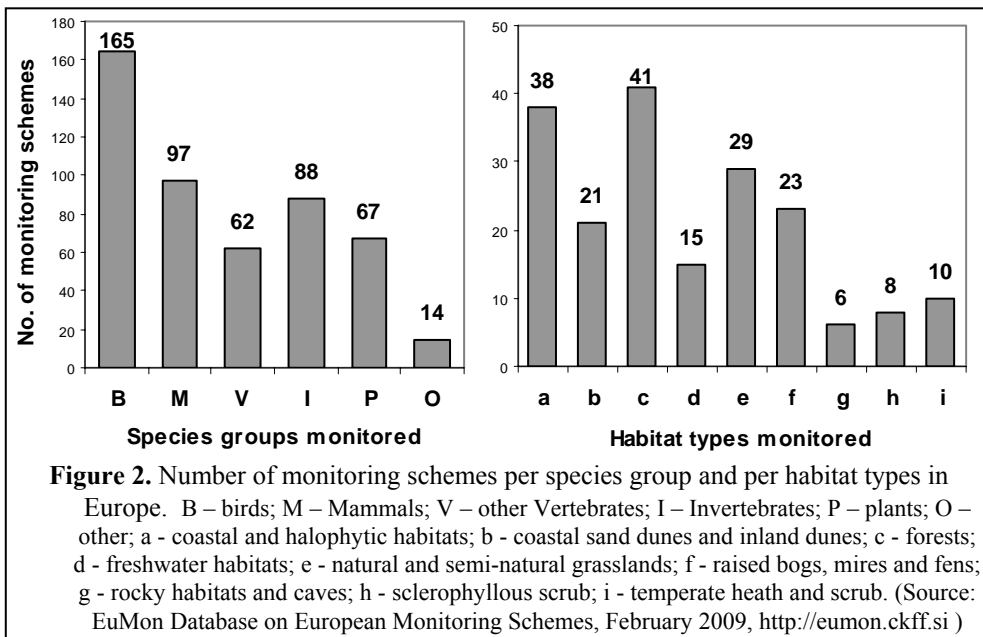 180
160
140
120
100
80
60
40
20
0
No. of monitoring schemes
165
97
62
88
67
14
B M V I P O
Species groups monitored
50
40
30
20
10
0
38
21
41
15
29
23
6
8
10
a b c d e f g h i
Habitat types monitored
Figure 2. Number of monitoring schemes per species group and per habitat types in
Europe. B – birds; M – Mammals; V – other Vertebrates; I – Invertebrates; P – plants; O –
other; a - coastal and halophytic habitats; b - coastal sand dunes and inland dunes; c - forests;
d - freshwater habitats; e - natural and semi-natural grasslands; f - raised bogs, mires and fens;
g - rocky habitats and caves; h - sclerophyllous scrub; i - temperate heath and scrub. (Source:
EuMon Database on European Monitoring Schemes, February 2009, http://eumon.ckff.si )